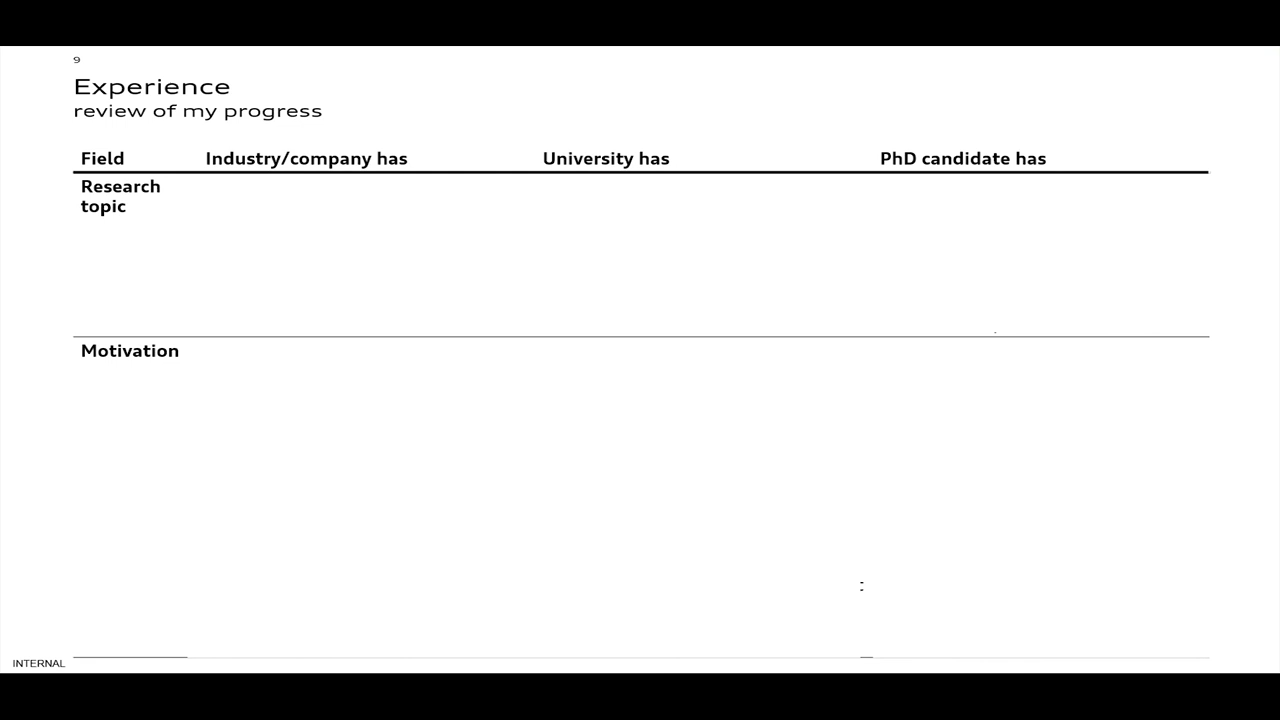 9
Experience
review of my progress
Field Industry/company has University has PhD candidate has
Research
topic
Motivation
INTERNAL